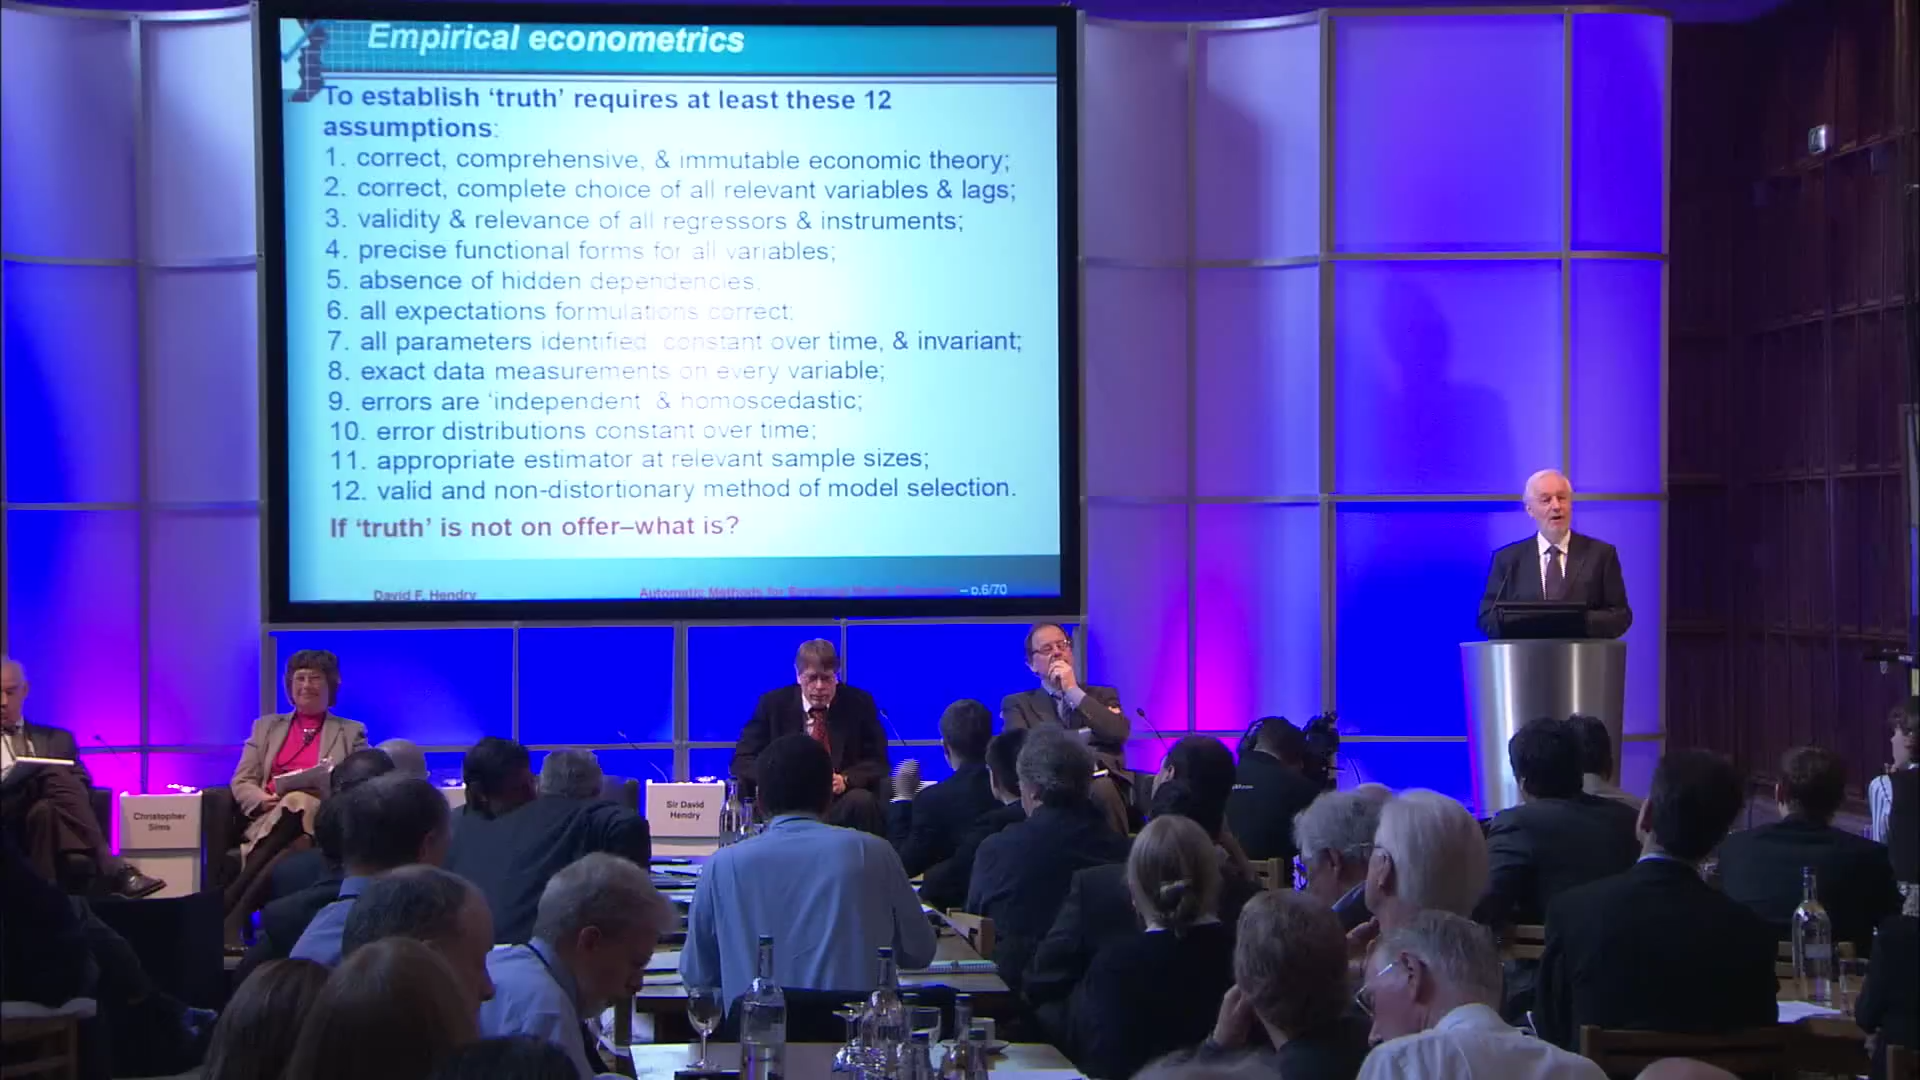 Empirical econometrics
To establish ‘truth’ requires at least these 12
assumptions:
1. correct, comprehensive, & immutable economic theory;
2. correct, complete choice of all relevant variables & lags;
3. validity & relevance of all regressors & instruments;
4. precise functional forms for all variables;
5. absence of hidden dependencies;
6. all expectations formulations correct;
7. all parameters identified, constant over time, & invariant;
8. exact data measurements on every variable;
9. errors are ‘independent’ & homoscedastic;
10. error distributions constant over time;
11. appropriate estimator at relevant sample sizes;
12. valid and non-distortionary method of model selection.
If ‘truth’ is not on offer–what is?
David F. Hendry
Automatic Methods for
– p.6/70
Christopher
Sims
Sir David
Hendry